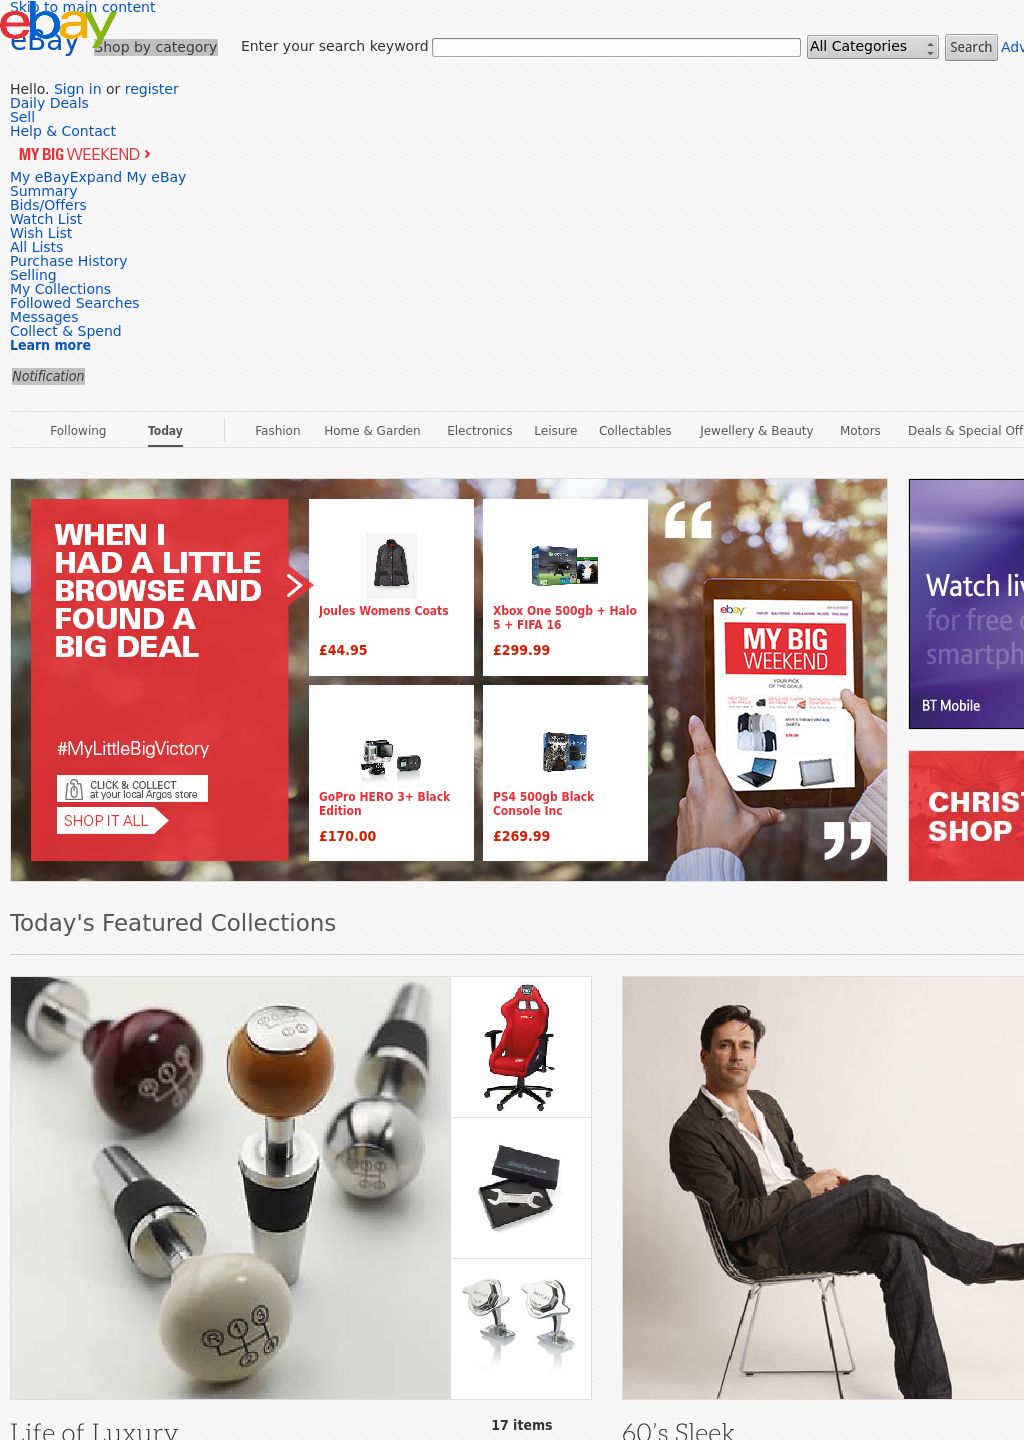 Skip to main content
ebay
eBay
Shop by category
Enter your search keyword
All Categories
Search
Adv
Hello. Sign in or register
Daily Deals
Sell
Help & Contact
MY BIG WEEKEND
My eBayExpand My eBay
Summary
Bids/Offers
Watch List
Wish List
All Lists
Purchase History
Selling
My Collections
Followed Searches
Messages
Collect & Spend
Learn more
Notification
Following
Today
Fashion
Home & Garden
Electronics
Leisure
Collectables
Jewellery & Beauty
Motors
Deals & Special Off
WHEN I
HAD A LITTLE
BROWSE AND
FOUND A
BIG DEAL
#MyLittleBigVictory
CLICK & COLLECT
at your local Argos store
SHOP IT ALL
Joules Womens Coats
£44.95
Xbox One 500gb + Halo
5 + FIFA 16
£299.99
GoPro HERO 3+ Black
Edition
£170.00
PS4 500gb Black
Console Inc
£269.99
“
ebay
MY BIG
WEEKEND
YOUR PICK
OF THE DEALS
”
Watch liv
for free o
smartph
BT Mobile
CHRIST
SHOP
Today's Featured Collections
Life of Luxury
17 items
60's Sleek